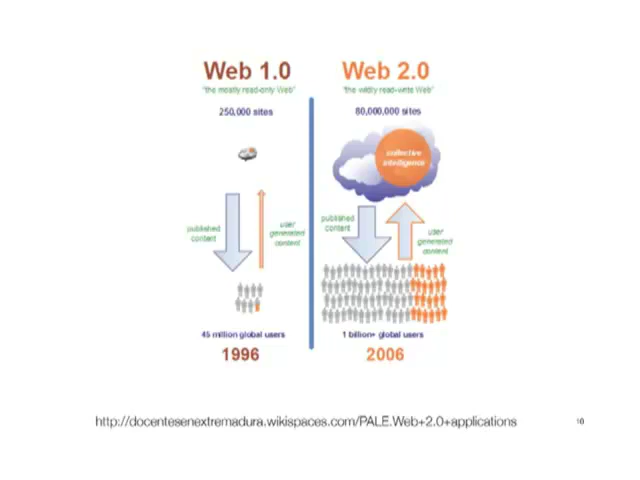 Web 1.0
"the mostly read-only Web"
250,000 sites
published
content
user
generated
content
45 million global users
1996
Web 2.0
"the wildly read-write Web"
80,000,000 sites
collective
intelligence
published
content
user
generated
content
1 billion+ global users
2006
http://docentesenextremadura.wikispaces.com/PALE.Web+2.0+applications
10